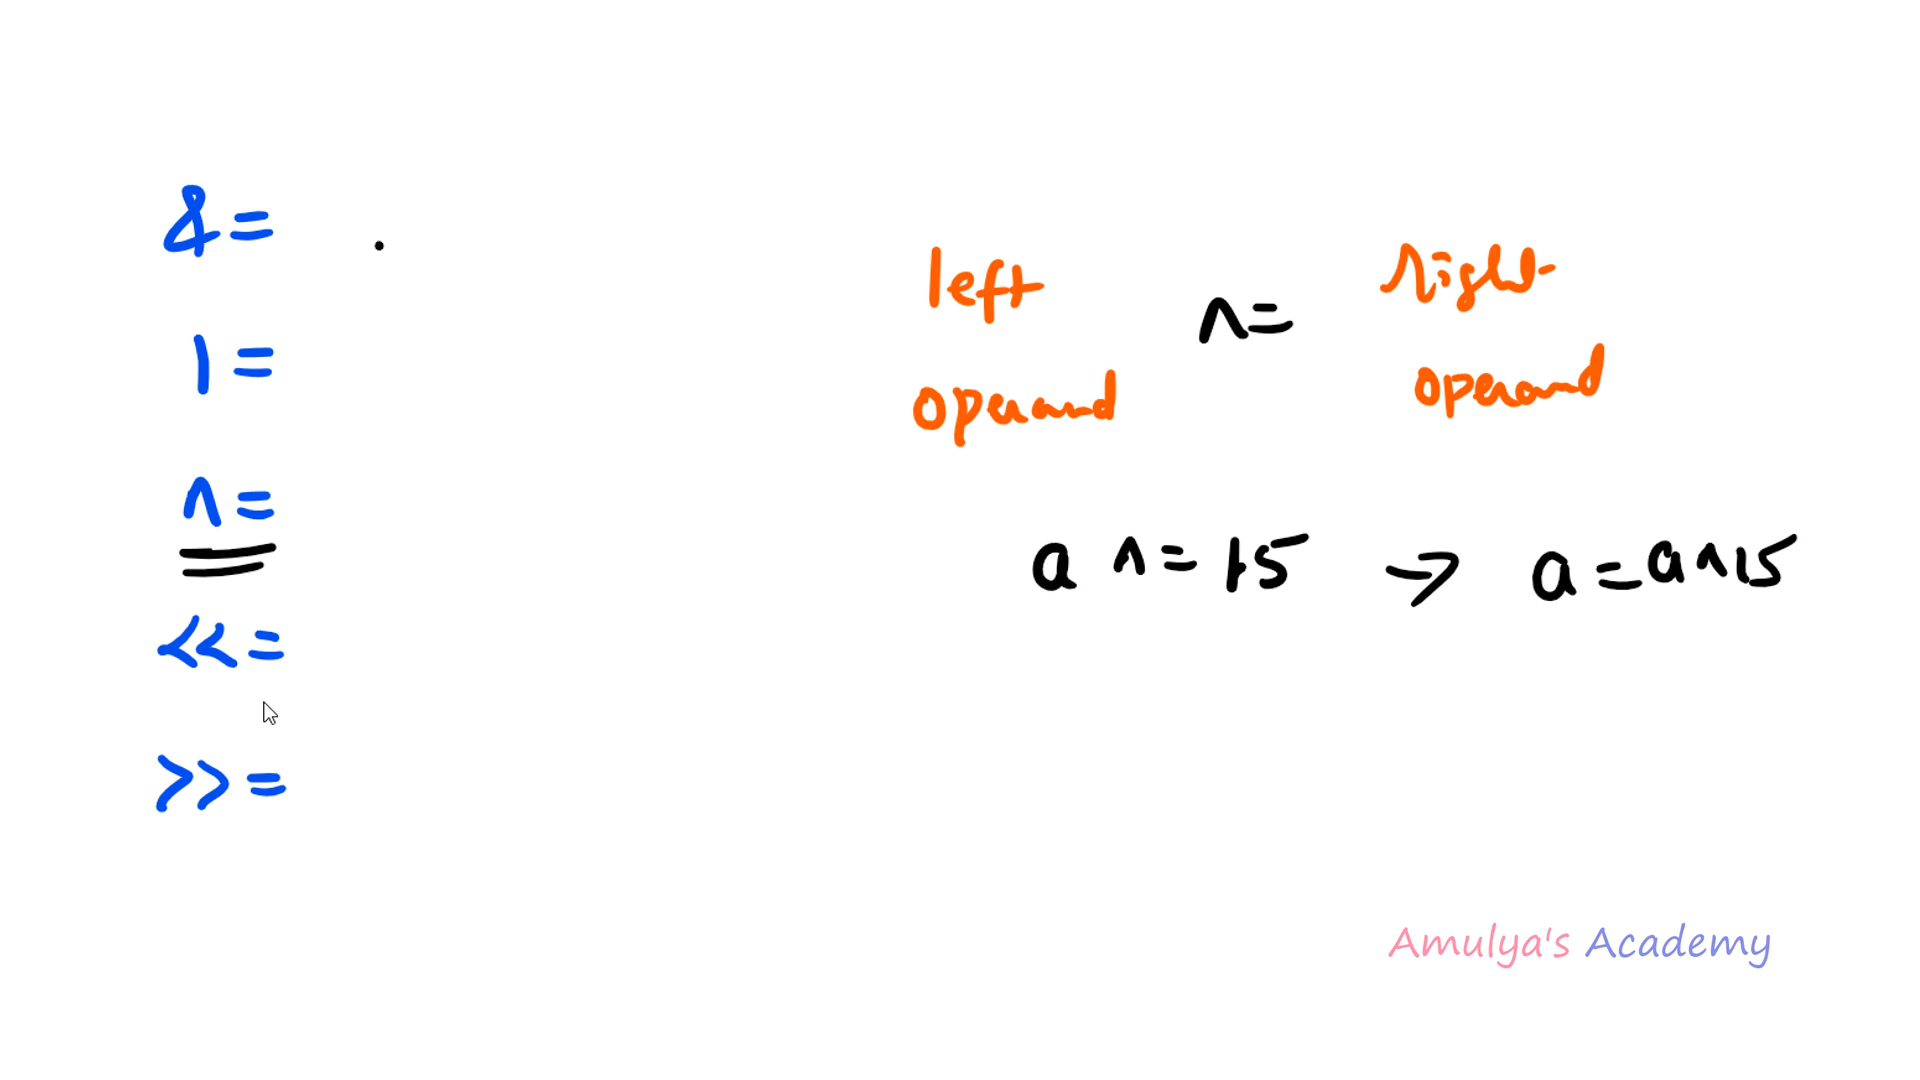 &=
|=
^=
<<=
>>=
left ^= right
operand operand
a ^= 15 → a = a^15
Amulya's Academy